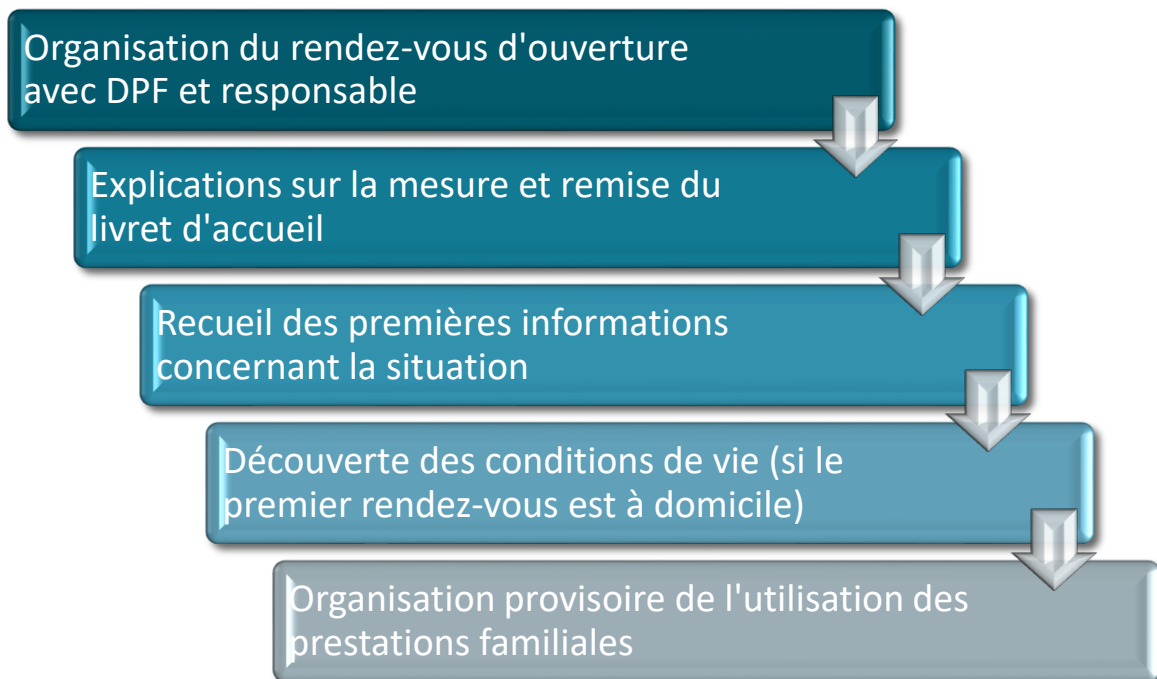 Organisation du rendez-vous d'ouverture
avec DPF et responsable
Explications sur la mesure et remise du
livret d'accueil
Recueil des premières informations
concernant la situation
Découverte des conditions de vie (si le
premier rendez-vous est à domicile)
Organisation provisoire de l'utilisation des
prestations familiales